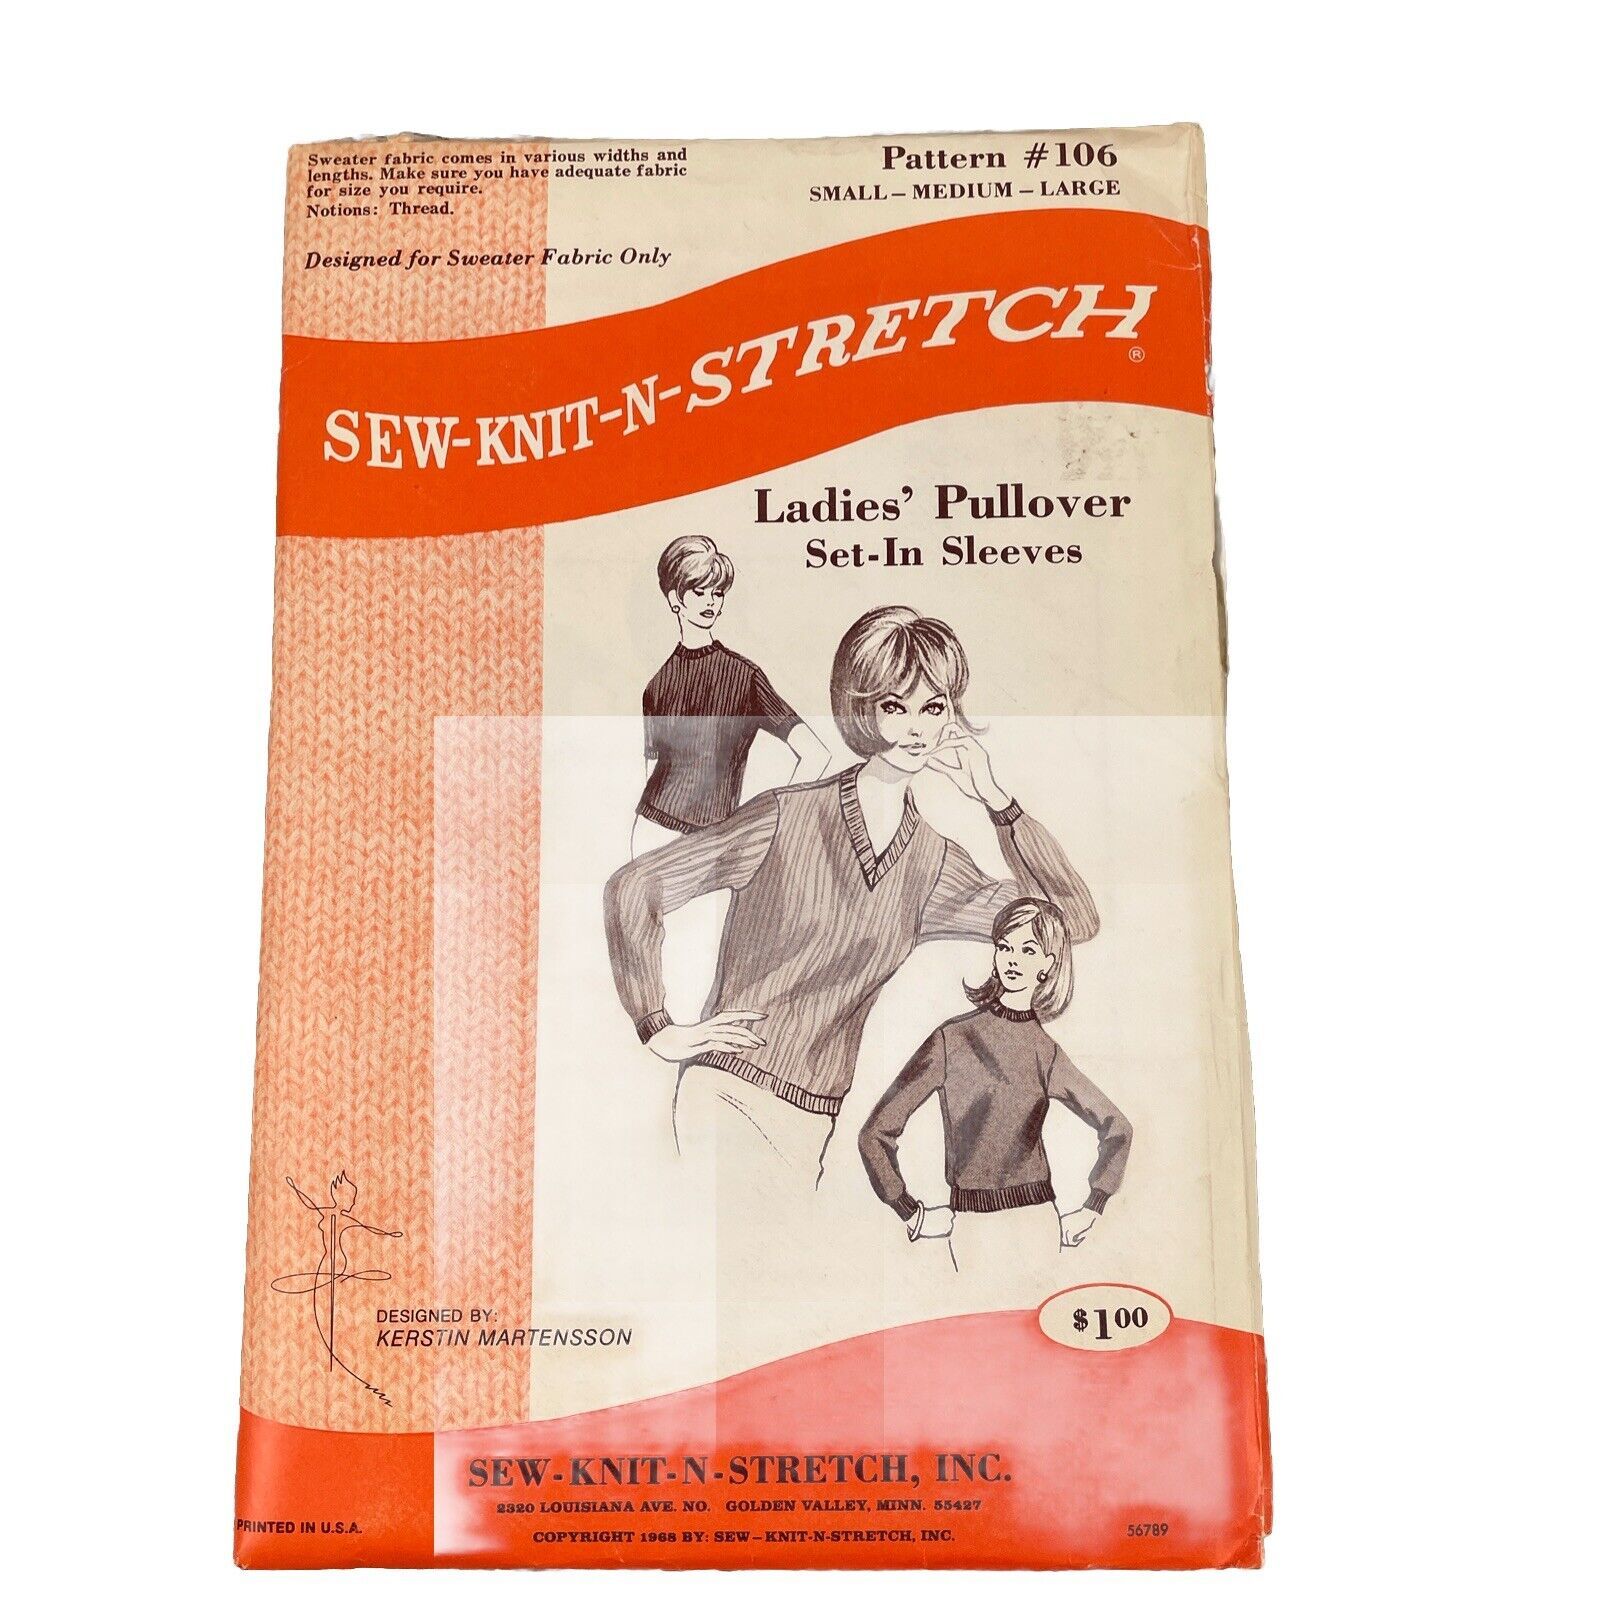 Sweater fabric comes in various widths and
lengths. Make sure you have adequate fabric
for size you require.
Notions: Thread.
Designed for Sweater Fabric Only
Pattern #106
SMALL – MEDIUM – LARGE
SEW-KNIT-N-STRETCH®
Ladies' Pullover
Set-In Sleeves
DESIGNED BY:
KERSTIN MARTENSSON
$1.00
SEW-KNIT-N-STRETCH, INC.
2320 LOUISIANA AVE. NO. GOLDEN VALLEY, MINN. 55427
PRINTED IN U.S.A.
COPYRIGHT 1968 BY: SEW-KNIT-N-STRETCH, INC.
56789